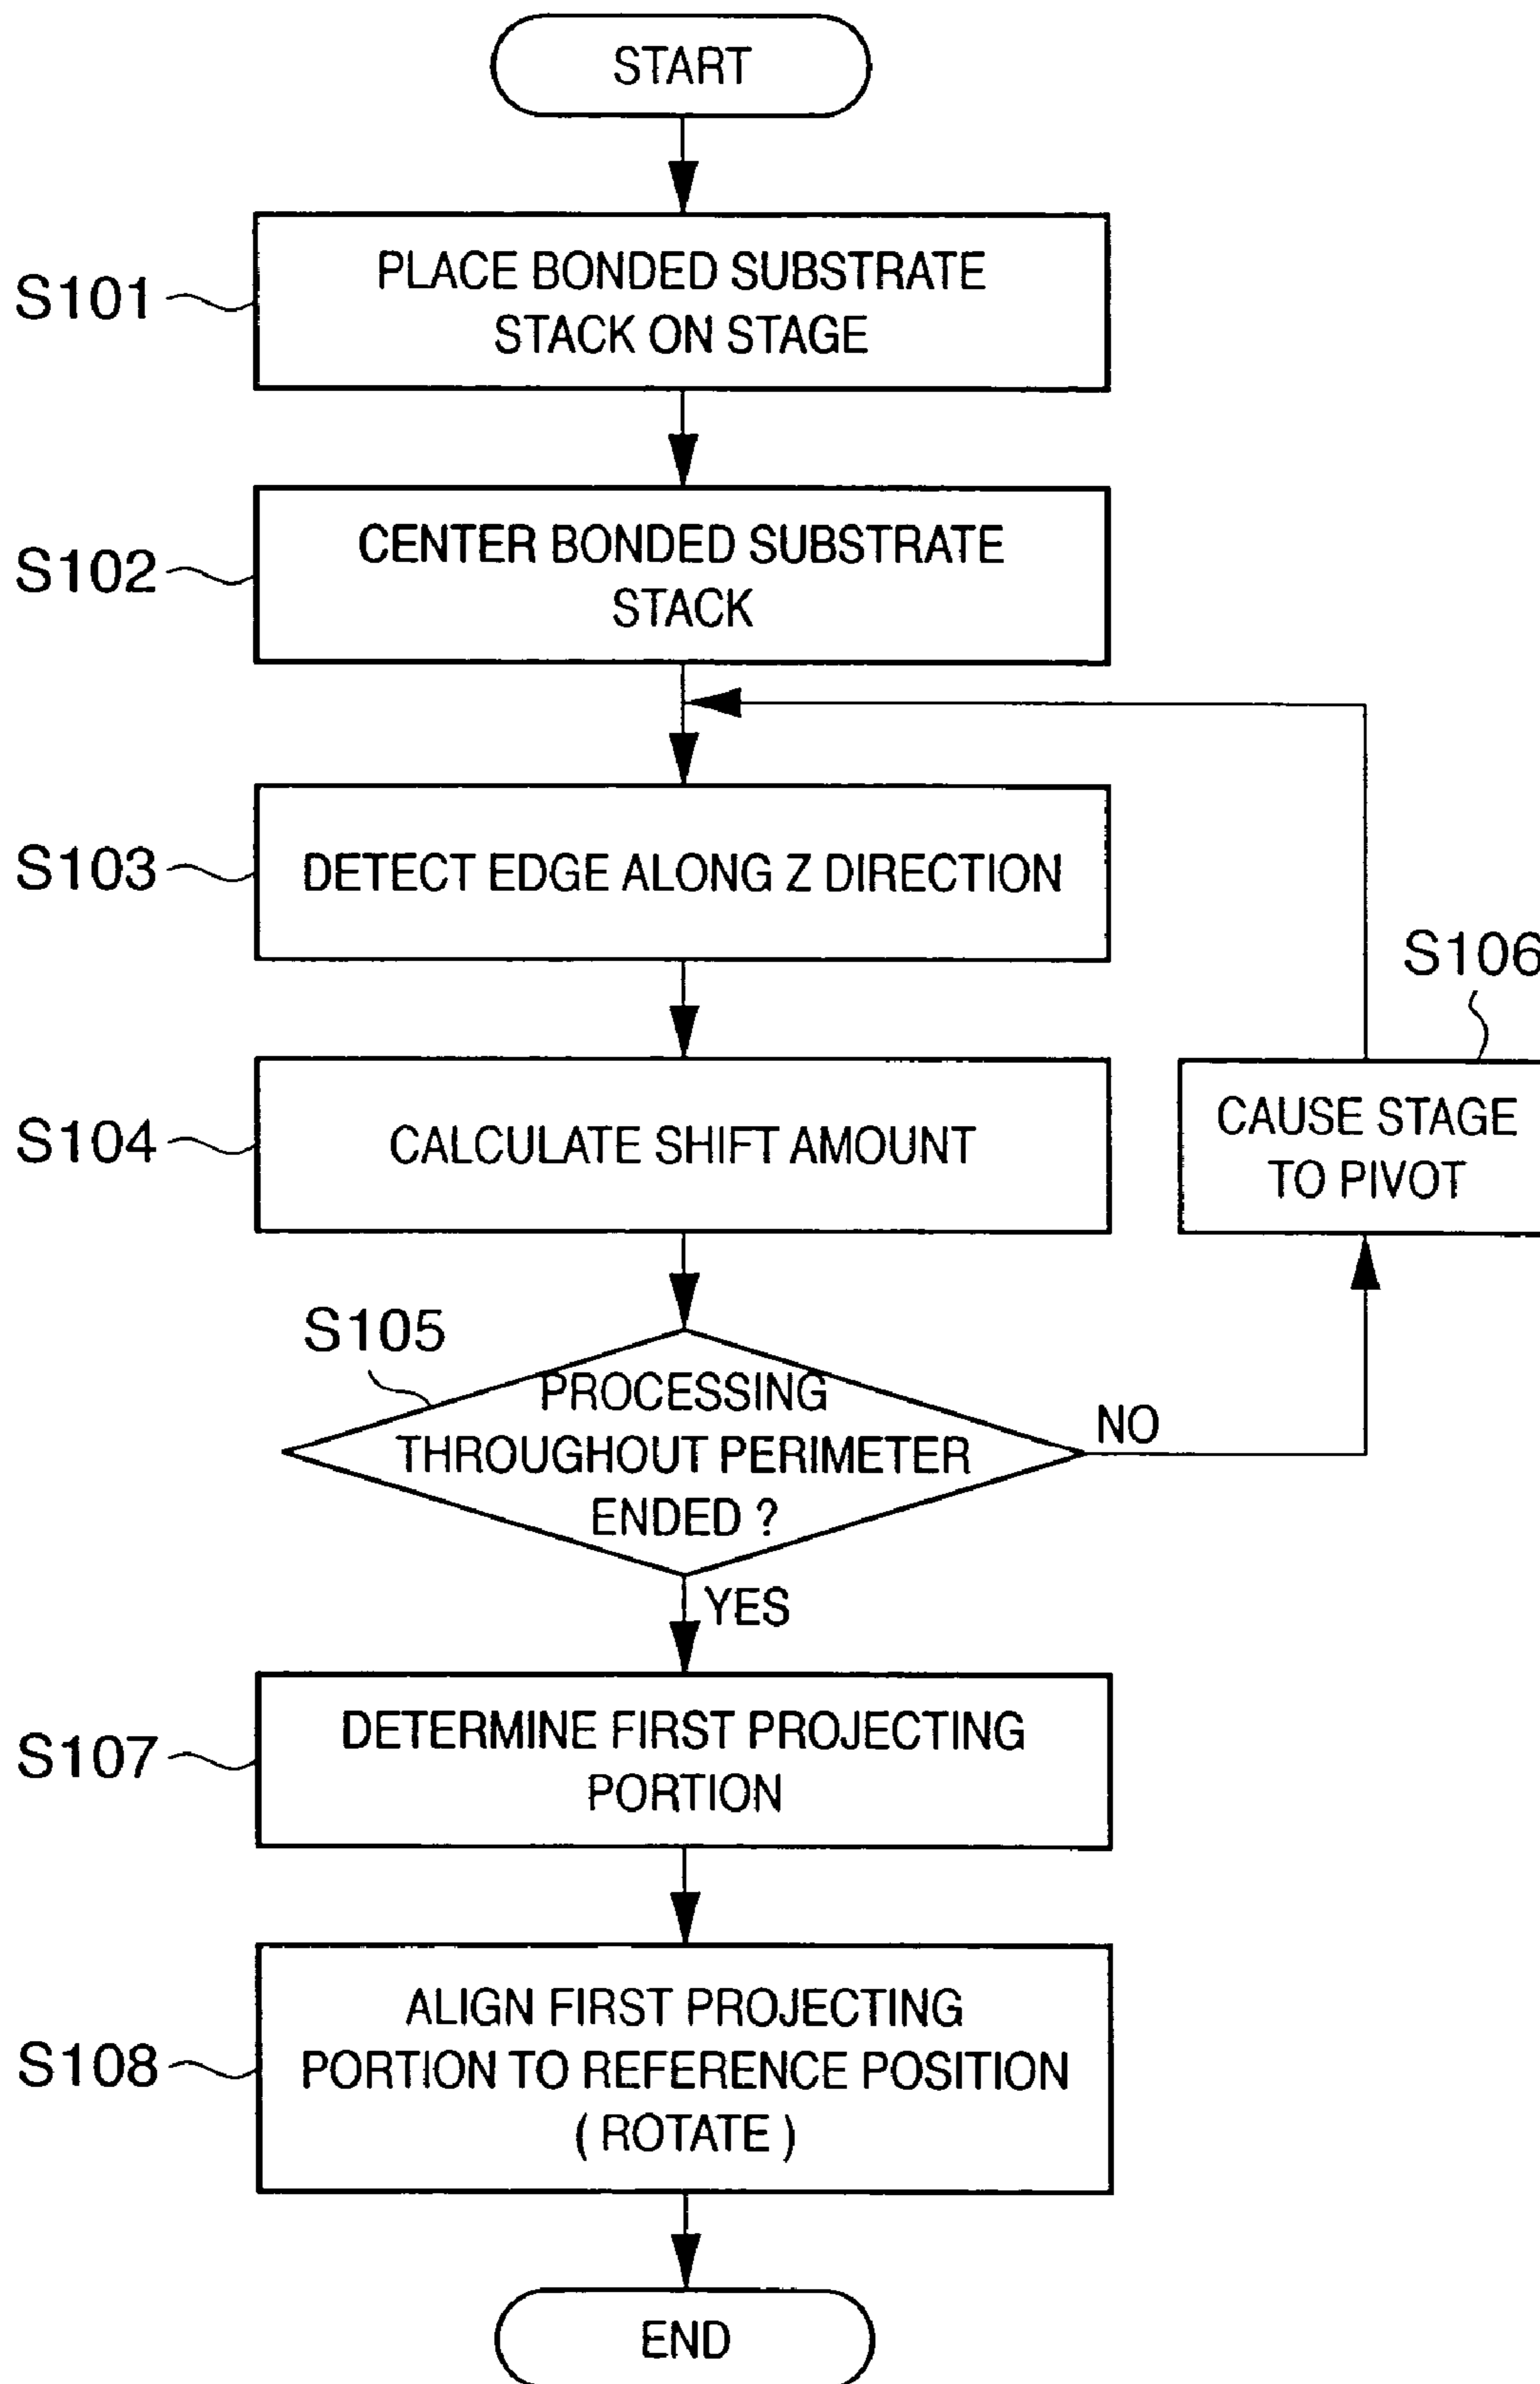 START
S101
PLACE BONDED SUBSTRATE
STACK ON STAGE
S102
CENTER BONDED SUBSTRATE
STACK
S103
DETECT EDGE ALONG Z DIRECTION
S106
S104
CALCULATE SHIFT AMOUNT
CAUSE STAGE
TO PIVOT
S105
PROCESSING
THROUGHOUT PERIMETER
ENDED ?
NO
YES
S107
DETERMINE FIRST PROJECTING
PORTION
S108
ALIGN FIRST PROJECTING
PORTION TO REFERENCE POSITION
( ROTATE )
END